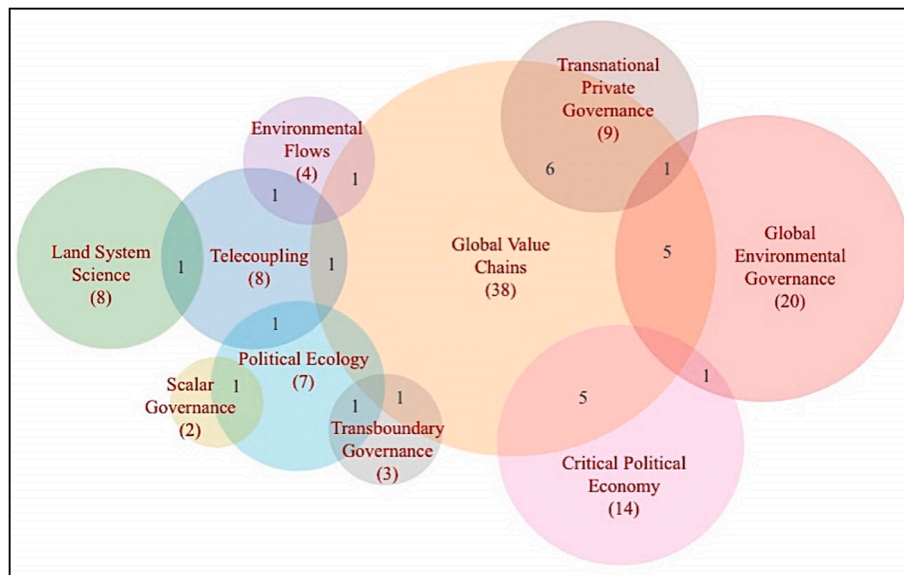 Transnational
Private
Governance
(9)
6
1
Environmental
Flows
(4)
1
1
Land System
Science
(8)
1
Telecoupling
(8)
1
Global Value
Chains
(38)
5
Global
Environmental
Governance
(20)
1
Political Ecology
(7)
Scalar
Governance
(2)
1
1
1
Transboundary
Governance
(3)
5
1
Critical Political
Economy
(14)